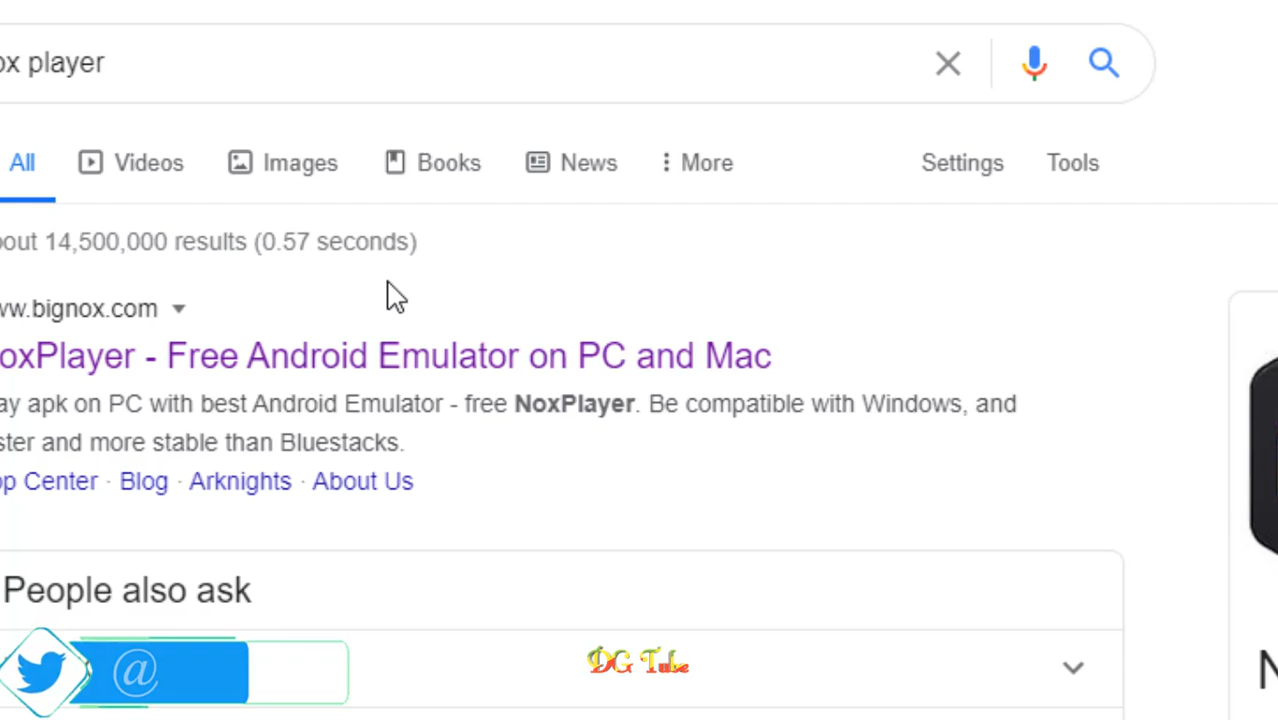 ox player
All Videos Images Books News More Settings Tools
bout 14,500,000 results (0.57 seconds)
ww.bignox.com
oxPlayer - Free Android Emulator on PC and Mac
ay apk on PC with best Android Emulator - free NoxPlayer. Be compatible with Windows, and
ster and more stable than Bluestacks.
op Center · Blog · Arknights · About Us
People also ask
@
DG Tube
N